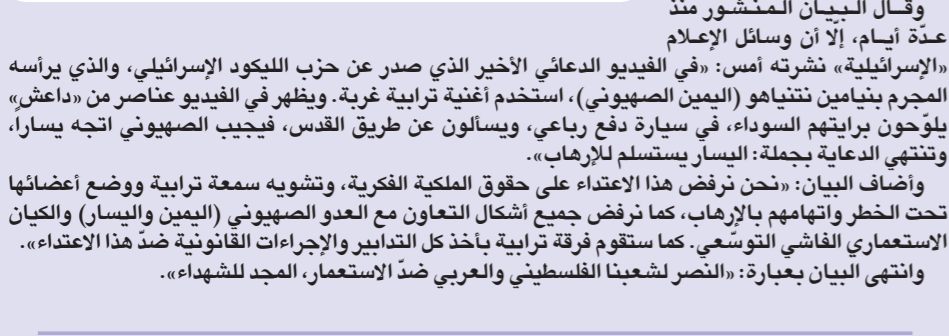 وقال البيان المنشور منذ
عدّة أيام، إلّا أن وسائل الإعلام
«الإسرائيلية» نشرته أمس: «في الفيديو الدعائي الأخير الذي صدر عن حزب الليكود الإسرائيلي، والذي يرأسه
المجرم بنيامين نتنياهو (اليمين الصهيوني)، استخدم أغنية ترابية غربة. ويظهر في الفيديو عناصر من «داعش»
يلوّحون برايتهم السوداء، في سيارة دفع رباعي، ويسألون عن طريق القدس، فيجيب الصهيوني اتجه يساراً،
وتنتهي الدعاية بجملة: اليسار يستسلم للإرهاب».
وأضاف البيان: «نحن نرفض هذا الاعتداء على حقوق الملكية الفكرية، وتشويه سمعة ترابية ووضع أعضائها
تحت الخطر واتهامهم بالإرهاب، كما نرفض جميع أشكال التعاون مع العدو الصهيوني (اليمين واليسار) والكيان
الاستعماري الفاشي التوسّعي. كما ستقوم فرقة ترابية بأخذ كل التدابير والإجراءات القانونية ضدّ هذا الاعتداء».
وانتهى البيان بعبارة: «النصر لشعبنا الفلسطيني والعربي ضدّ الاستعمار، المجد للشهداء».